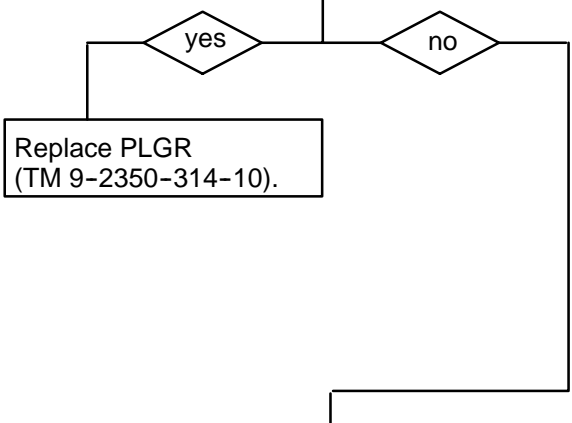 yes
no
Replace PLGR
(TM 9-2350-314-10).